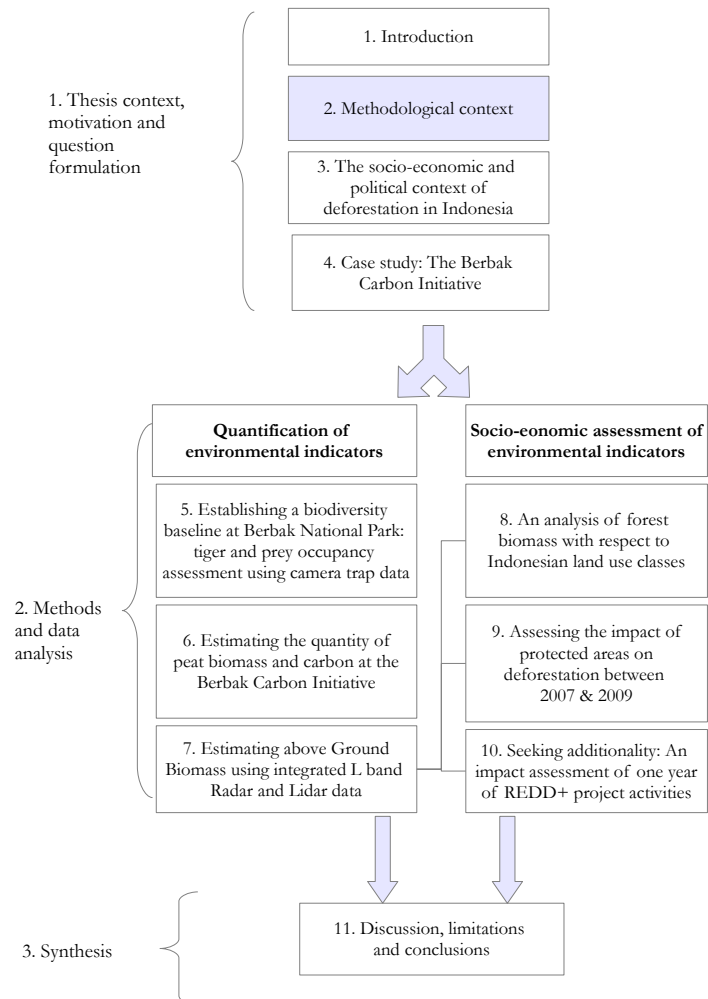 1. Introduction
1. Thesis context,
motivation and
question
formulation
2. Methodological context
3. The socio-economic and
political context of
deforestation in Indonesia
4. Case study: The Berbak
Carbon Initiative
Quantification of
environmental indicators
Socio-eonomic assessment of
environmental indicators
2. Methods
and data
analysis
5. Establishing a biodiversity
baseline at Berbak National Park:
tiger and prey occupancy
assessment using camera trap data
6. Estimating the quantity of
peat biomass and carbon at the
Berbak Carbon Initiative
7. Estimating above Ground
Biomass using integrated L band
Radar and Lidar data
8. An analysis of forest
biomass with respect to
Indonesian land use classes
9. Assessing the impact of
protected areas on
deforestation between
2007 & 2009
10. Seeking additionality: An
impact assessment of one year
of REDD+ project activities
3. Synthesis
11. Discussion, limitations
and conclusions